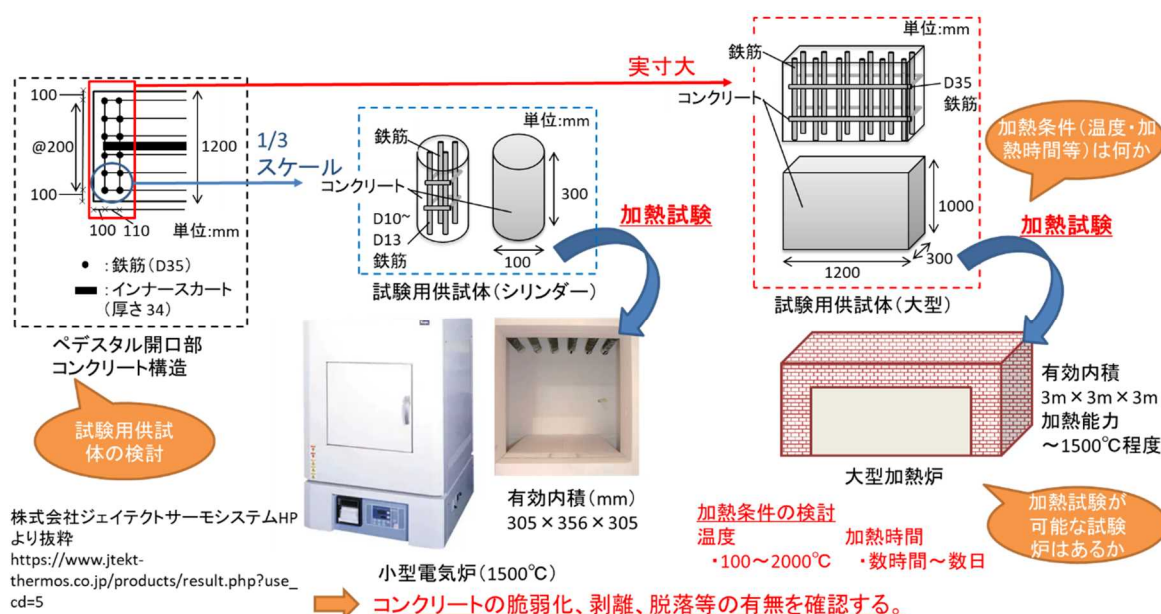 単位:mm
鉄筋
実寸大
D35
鉄筋
コンクリート
100
@200
100
1200
100 110
単位:mm
1/3
スケール
単位:mm
鉄筋
コンクリート
D10~
D13
鉄筋
300
100
加熱試験
加熱条件(温度・加
熱時間等)は何か
1000
300
1200
加熱試験
●:鉄筋(D35)
:インナースカート
(厚さ34)
試験用供試体(シリンダー)
試験用供試体(大型)
ペデスタル開口部
コンクリート構造
試験用供試
体の検討
有効内積
3m×3m×3m
加熱能力
~1500℃程度
大型加熱炉
有効内積(mm)
305×356×305
小型電気炉(1500℃)
加熱条件の検討
温度
・100~2000℃
加熱時間
・数時間~数日
加熱試験が
可能な試験
炉はあるか
株式会社ジェイテクトサーモシステムHP
より抜粋
https://www.jtekt-
thermos.co.jp/products/result.php?use_
cd=5
コンクリートの脆弱化、剥離、脱落等の有無を確認する。